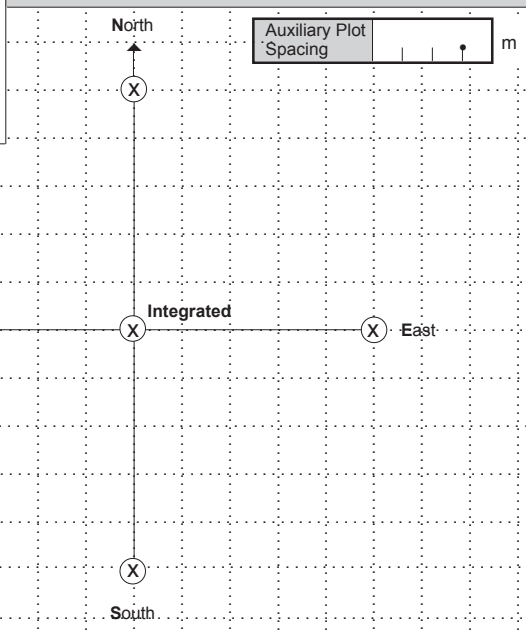 North
Auxiliary Plot
Spacing
m
X
Integrated
X
X East
X
South